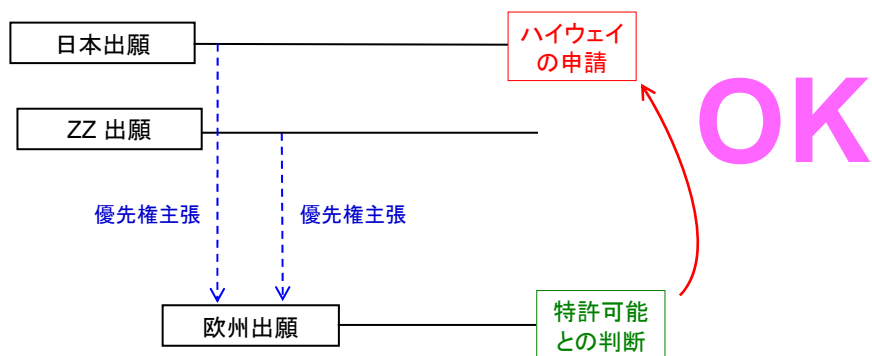 日本出願
ハイウェイ
の申請
OK
ZZ 出願
優先権主張
優先権主張
欧州出願
特許可能
との判断